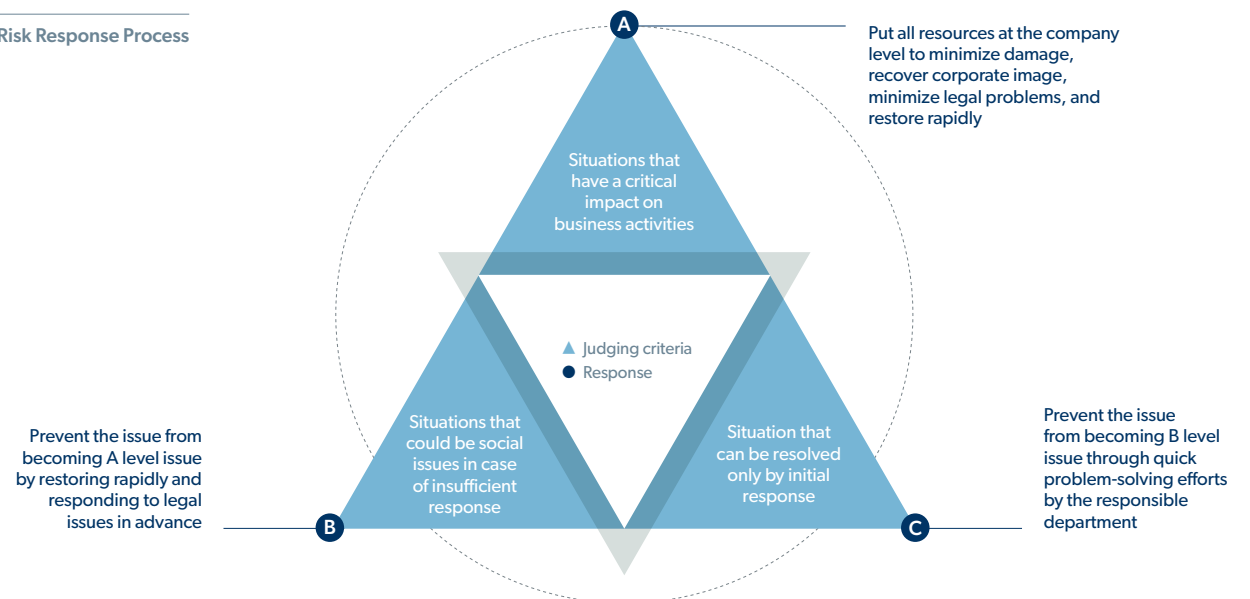 Risk Response Process
A
Put all resources at the company
level to minimize damage,
recover corporate image,
minimize legal problems, and
restore rapidly
Situations that
have a critical
impact on
business activities
Judging criteria
Response
Situations that
could be social
issues in case
of insufficient
response
Situation that
can be resolved
only by initial
response
Prevent the issue from
becoming A level issue
by restoring rapidly and
responding to legal
issues in advance
B
C
Prevent the issue
from becoming B level
issue through quick
problem-solving efforts
by the responsible
department